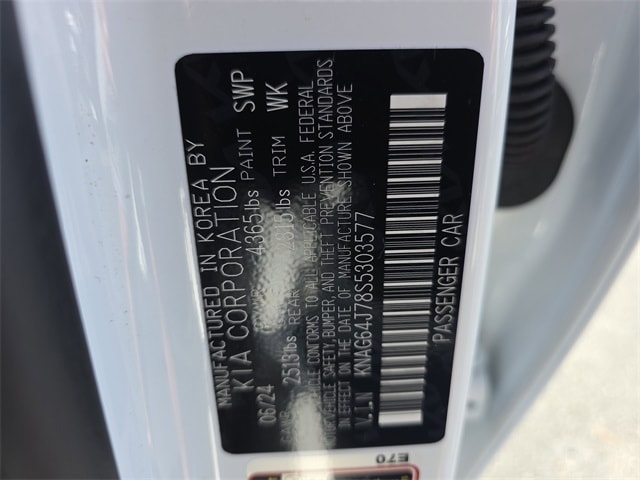 MANUFACTURED IN KOREA BY
KIA CORPORATION
06/24 4365lbs PAINT SWP
2513lbs REAR TRIM WK
VEHICLE CONFORMS TO ALL APPLICABLE U.S.A. FEDERAL
VEHICLE SAFETY, BUMPER, AND THEFT PREVENTION STANDARDS
IN EFFECT ON THE DATE OF MANUFACTURE SHOWN ABOVE
V.I.N KNAG64J78S5303577
PASSENGER CAR
E70